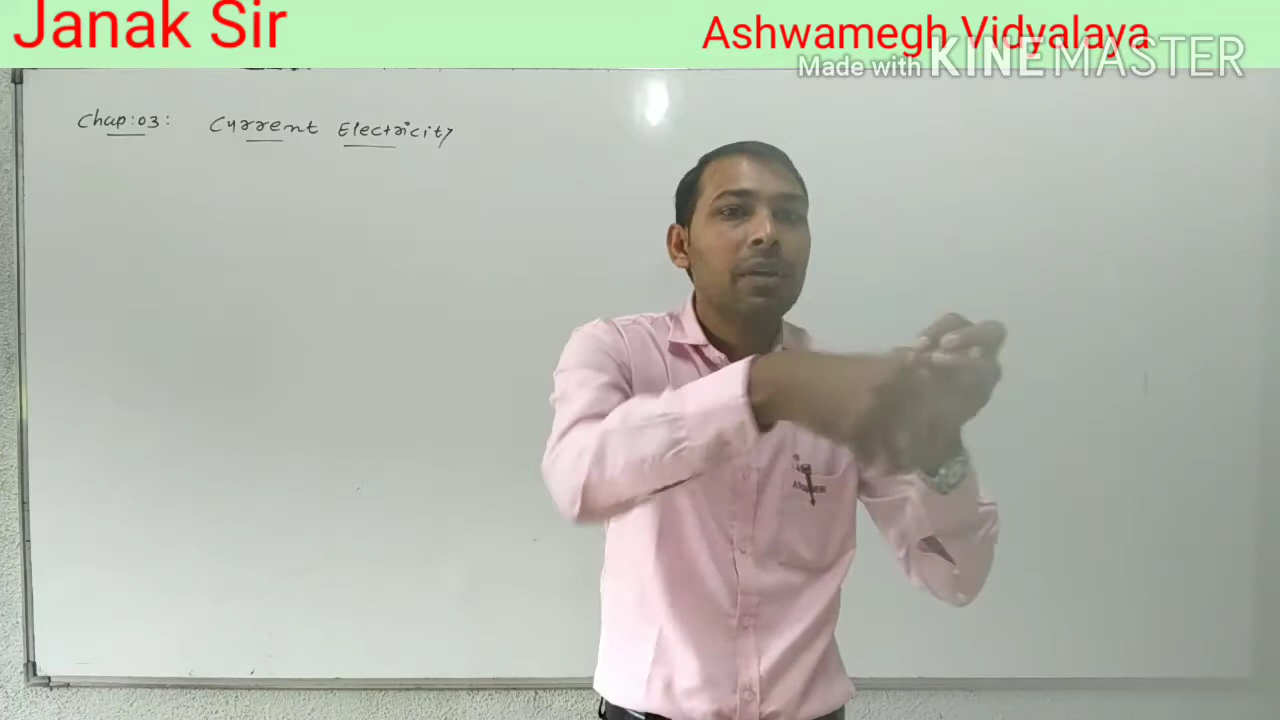 Janak Sir
Ashwamegh Vidyalaya
Made with KINEMASTER
Chap:03: Current Electricity